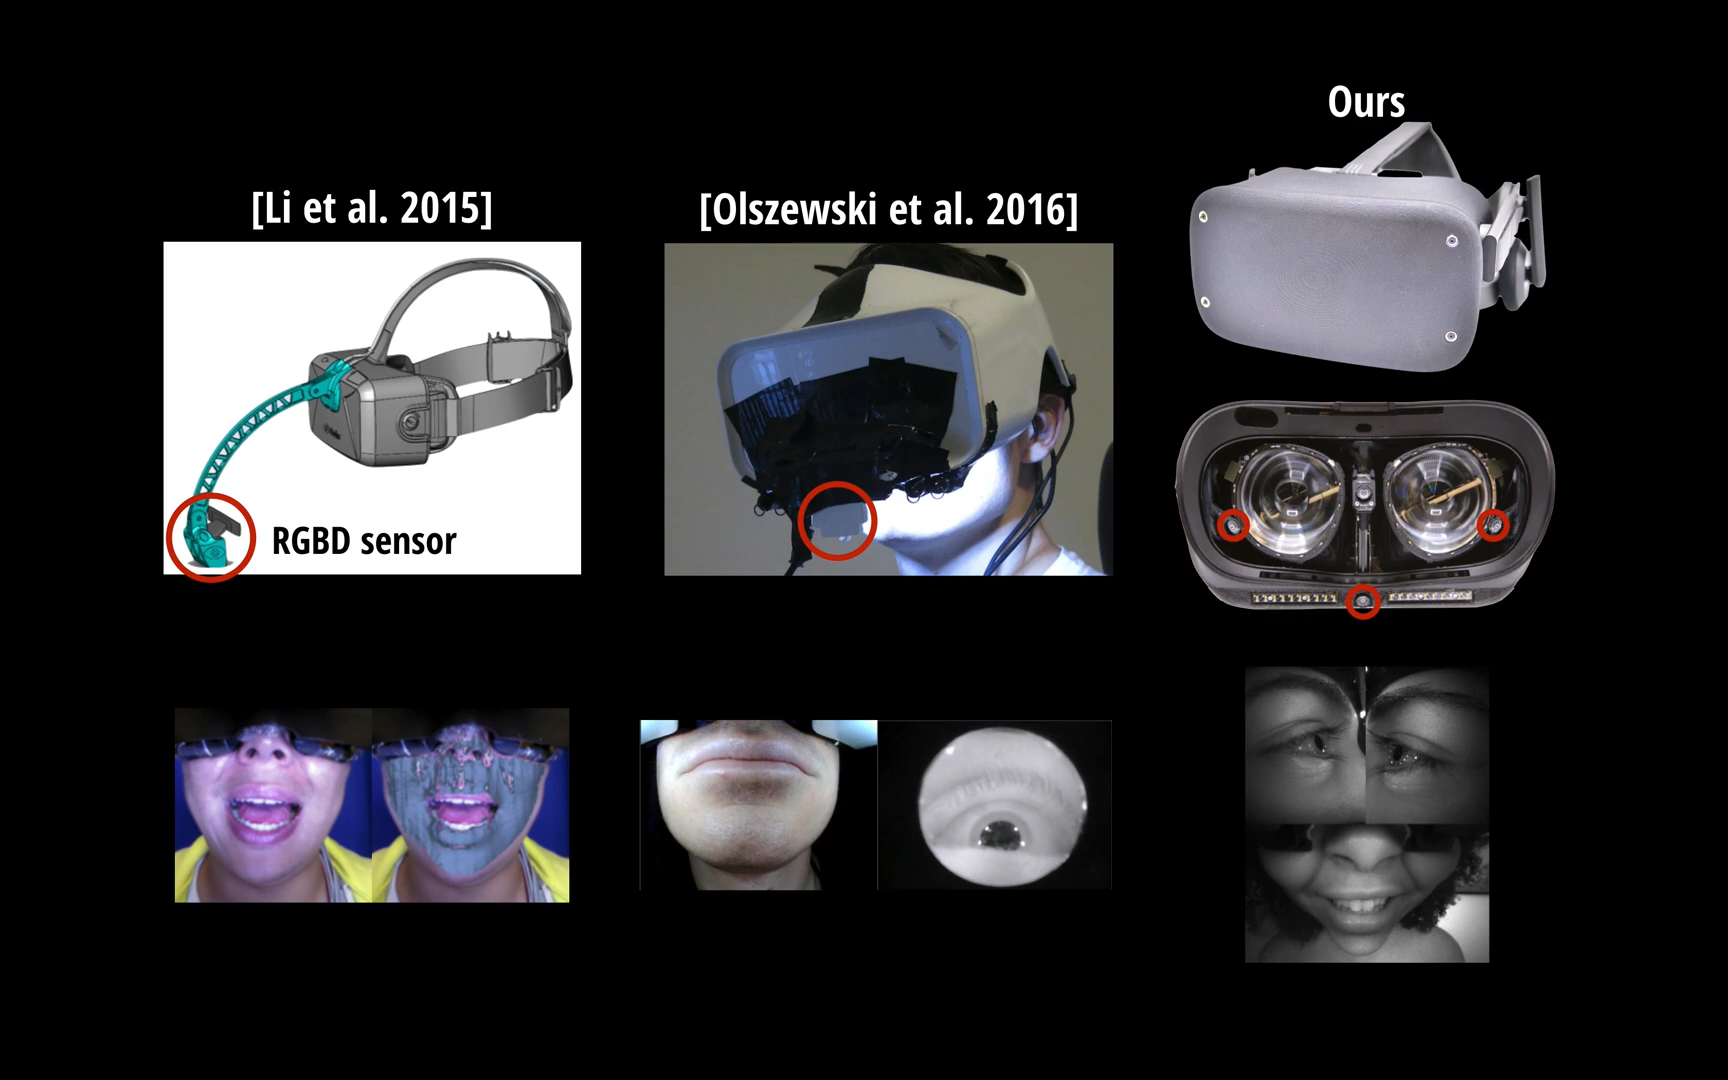 Ours
[Li et al. 2015]
[Olszewski et al. 2016]
RGBD sensor